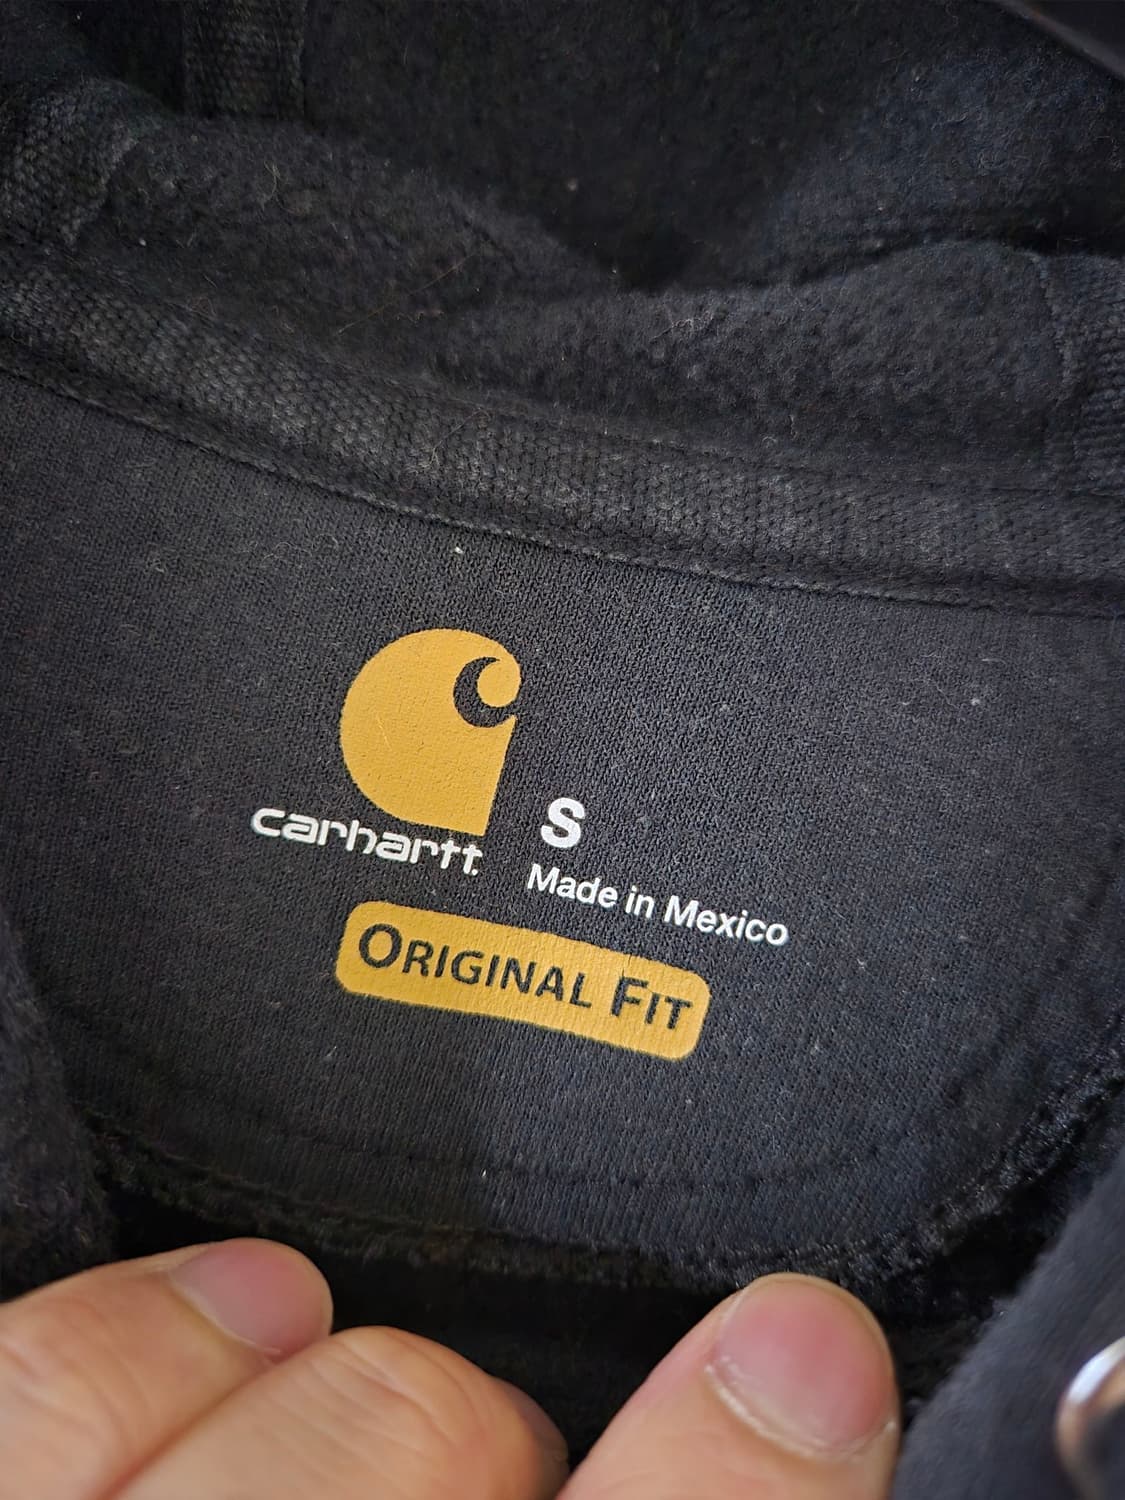 carhartt.
S
Made in Mexico
ORIGINAL FIT